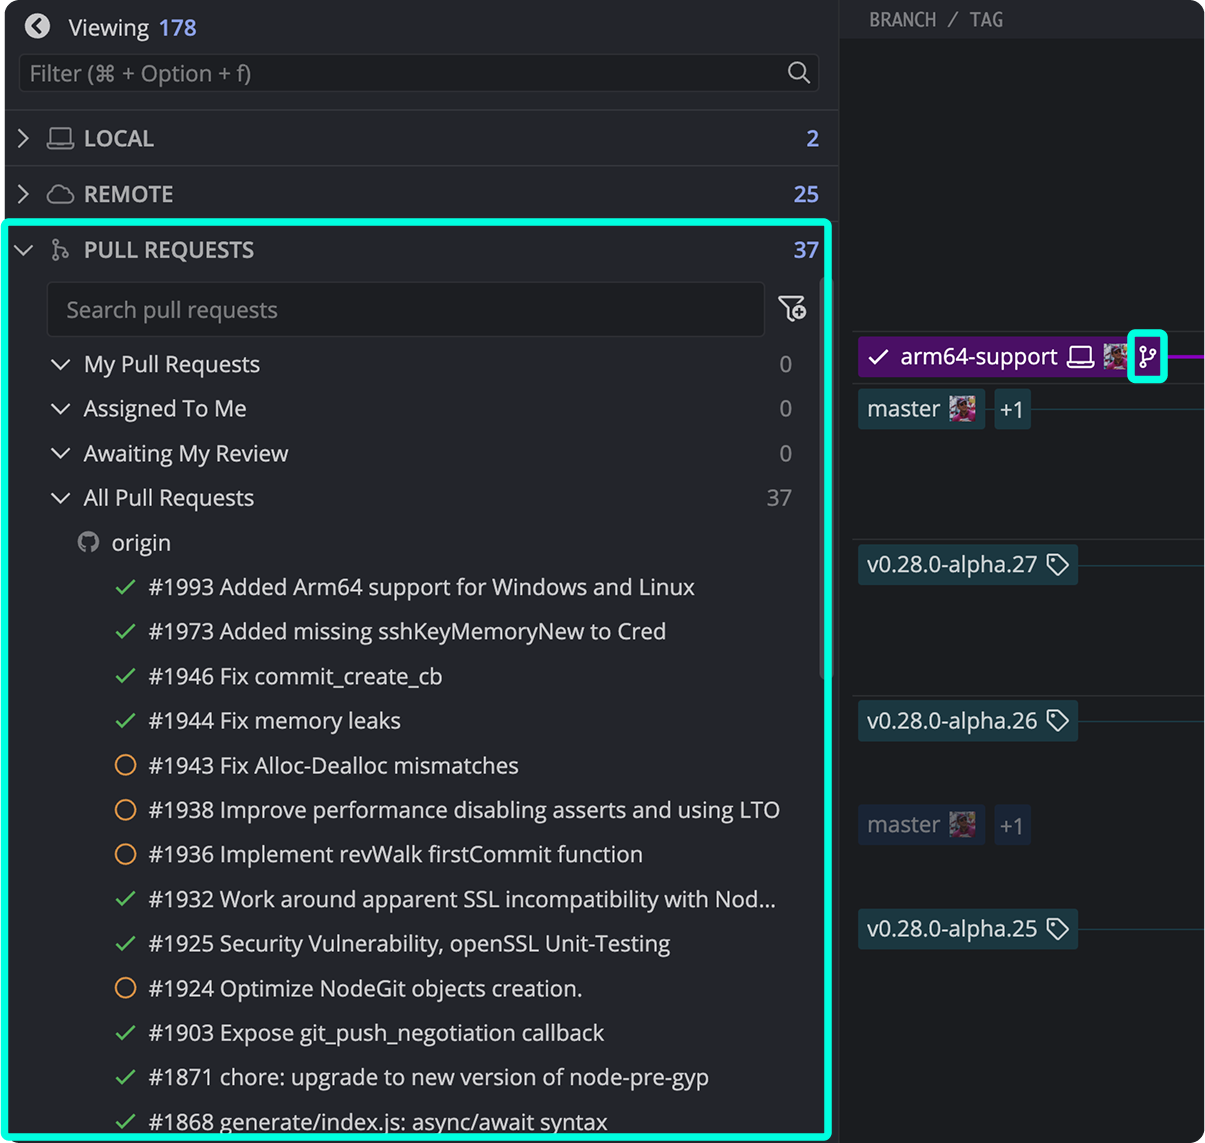 Viewing 178
Filter (⌘ + Option + f)
LOCAL 2
REMOTE 25
PULL REQUESTS 37
Search pull requests
My Pull Requests 0
Assigned To Me 0
Awaiting My Review 0
All Pull Requests 37
origin
#1993 Added Arm64 support for Windows and Linux
#1973 Added missing sshKeyMemoryNew to Cred
#1946 Fix commit_create_cb
#1944 Fix memory leaks
#1943 Fix Alloc-Dealloc mismatches
#1938 Improve performance disabling asserts and using LTO
#1936 Implement revWalk firstCommit function
#1932 Work around apparent SSL incompatibility with Nod...
#1925 Security Vulnerability, openSSL Unit-Testing
#1924 Optimize NodeGit objects creation.
#1903 Expose git_push_negotiation callback
#1871 chore: upgrade to new version of node-pre-gyp
#1868 generate/index.js: async/await syntax
BRANCH / TAG
arm64-support
master +1
v0.28.0-alpha.27
v0.28.0-alpha.26
master +1
v0.28.0-alpha.25